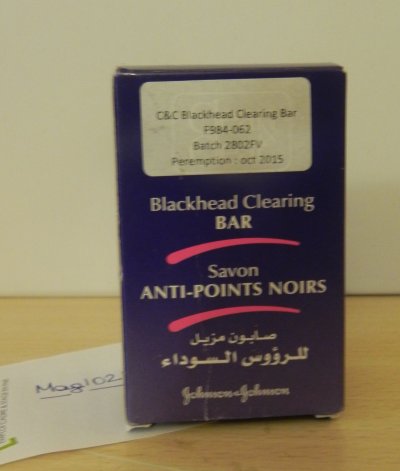 C&C Blackhead Clearing Bar
F984-062
Batch 2802FV
Peremption : oct 2015
Blackhead Clearing
BAR
Savon
ANTI-POINTS NOIRS
صابون مزيل
للرؤوس السوداء
Johnson & Johnson
Mag102